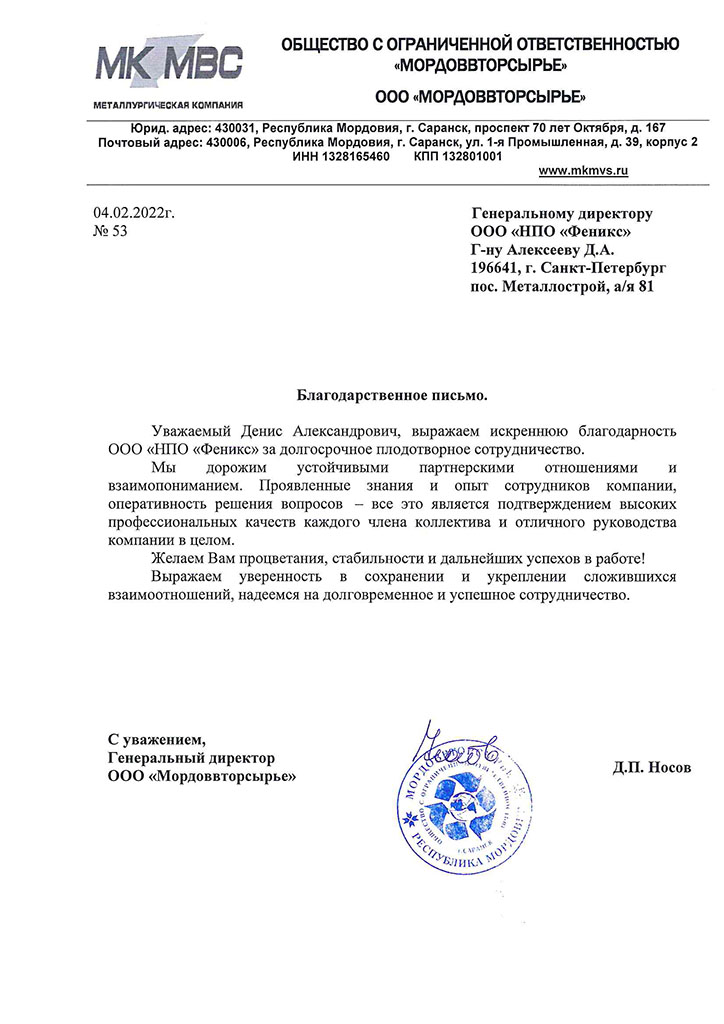 МК МВС
МЕТАЛЛУРГИЧЕСКАЯ КОМПАНИЯ
ОБЩЕСТВО С ОГРАНИЧЕННОЙ ОТВЕТСТВЕННОСТЬЮ
«МОРДОВВТОРСЫРЬЕ»
ООО «МОРДОВВТОРСЫРЬЕ»
Юрид. адрес: 430031, Республика Мордовия, г. Саранск, проспект 70 лет Октября, д. 167
Почтовый адрес: 430006, Республика Мордовия, г. Саранск, ул. 1-я Промышленная, д. 39, корпус 2
ИНН 1328165460 КПП 132801001
www.mkmvs.ru
04.02.2022г.
№ 53
Генеральному директору
ООО «НПО «Феникс»
Г-ну Алексееву Д.А.
196641, г. Санкт-Петербург
пос. Металлострой, а/я 81
Благодарственное письмо.
Уважаемый Денис Александрович, выражаем искреннюю благодарность
ООО «НПО «Феникс» за долгосрочное плодотворное сотрудничество.
Мы дорожим устойчивыми партнерскими отношениями и
взаимопониманием. Проявленные знания и опыт сотрудников компании,
оперативность решения вопросов – все это является подтверждением высоких
профессиональных качеств каждого члена коллектива и отличного руководства
компании в целом.
Желаем Вам процветания, стабильности и дальнейших успехов в работе!
Выражаем уверенность в сохранении и укреплении сложившихся
взаимоотношений, надеемся на долговременное и успешное сотрудничество.
С уважением,
Генеральный директор
ООО «Мордоввторсырье»
Д.П. Носов
РЕСПУБЛИКА МОРДОВИЯ
г.САРАНСК